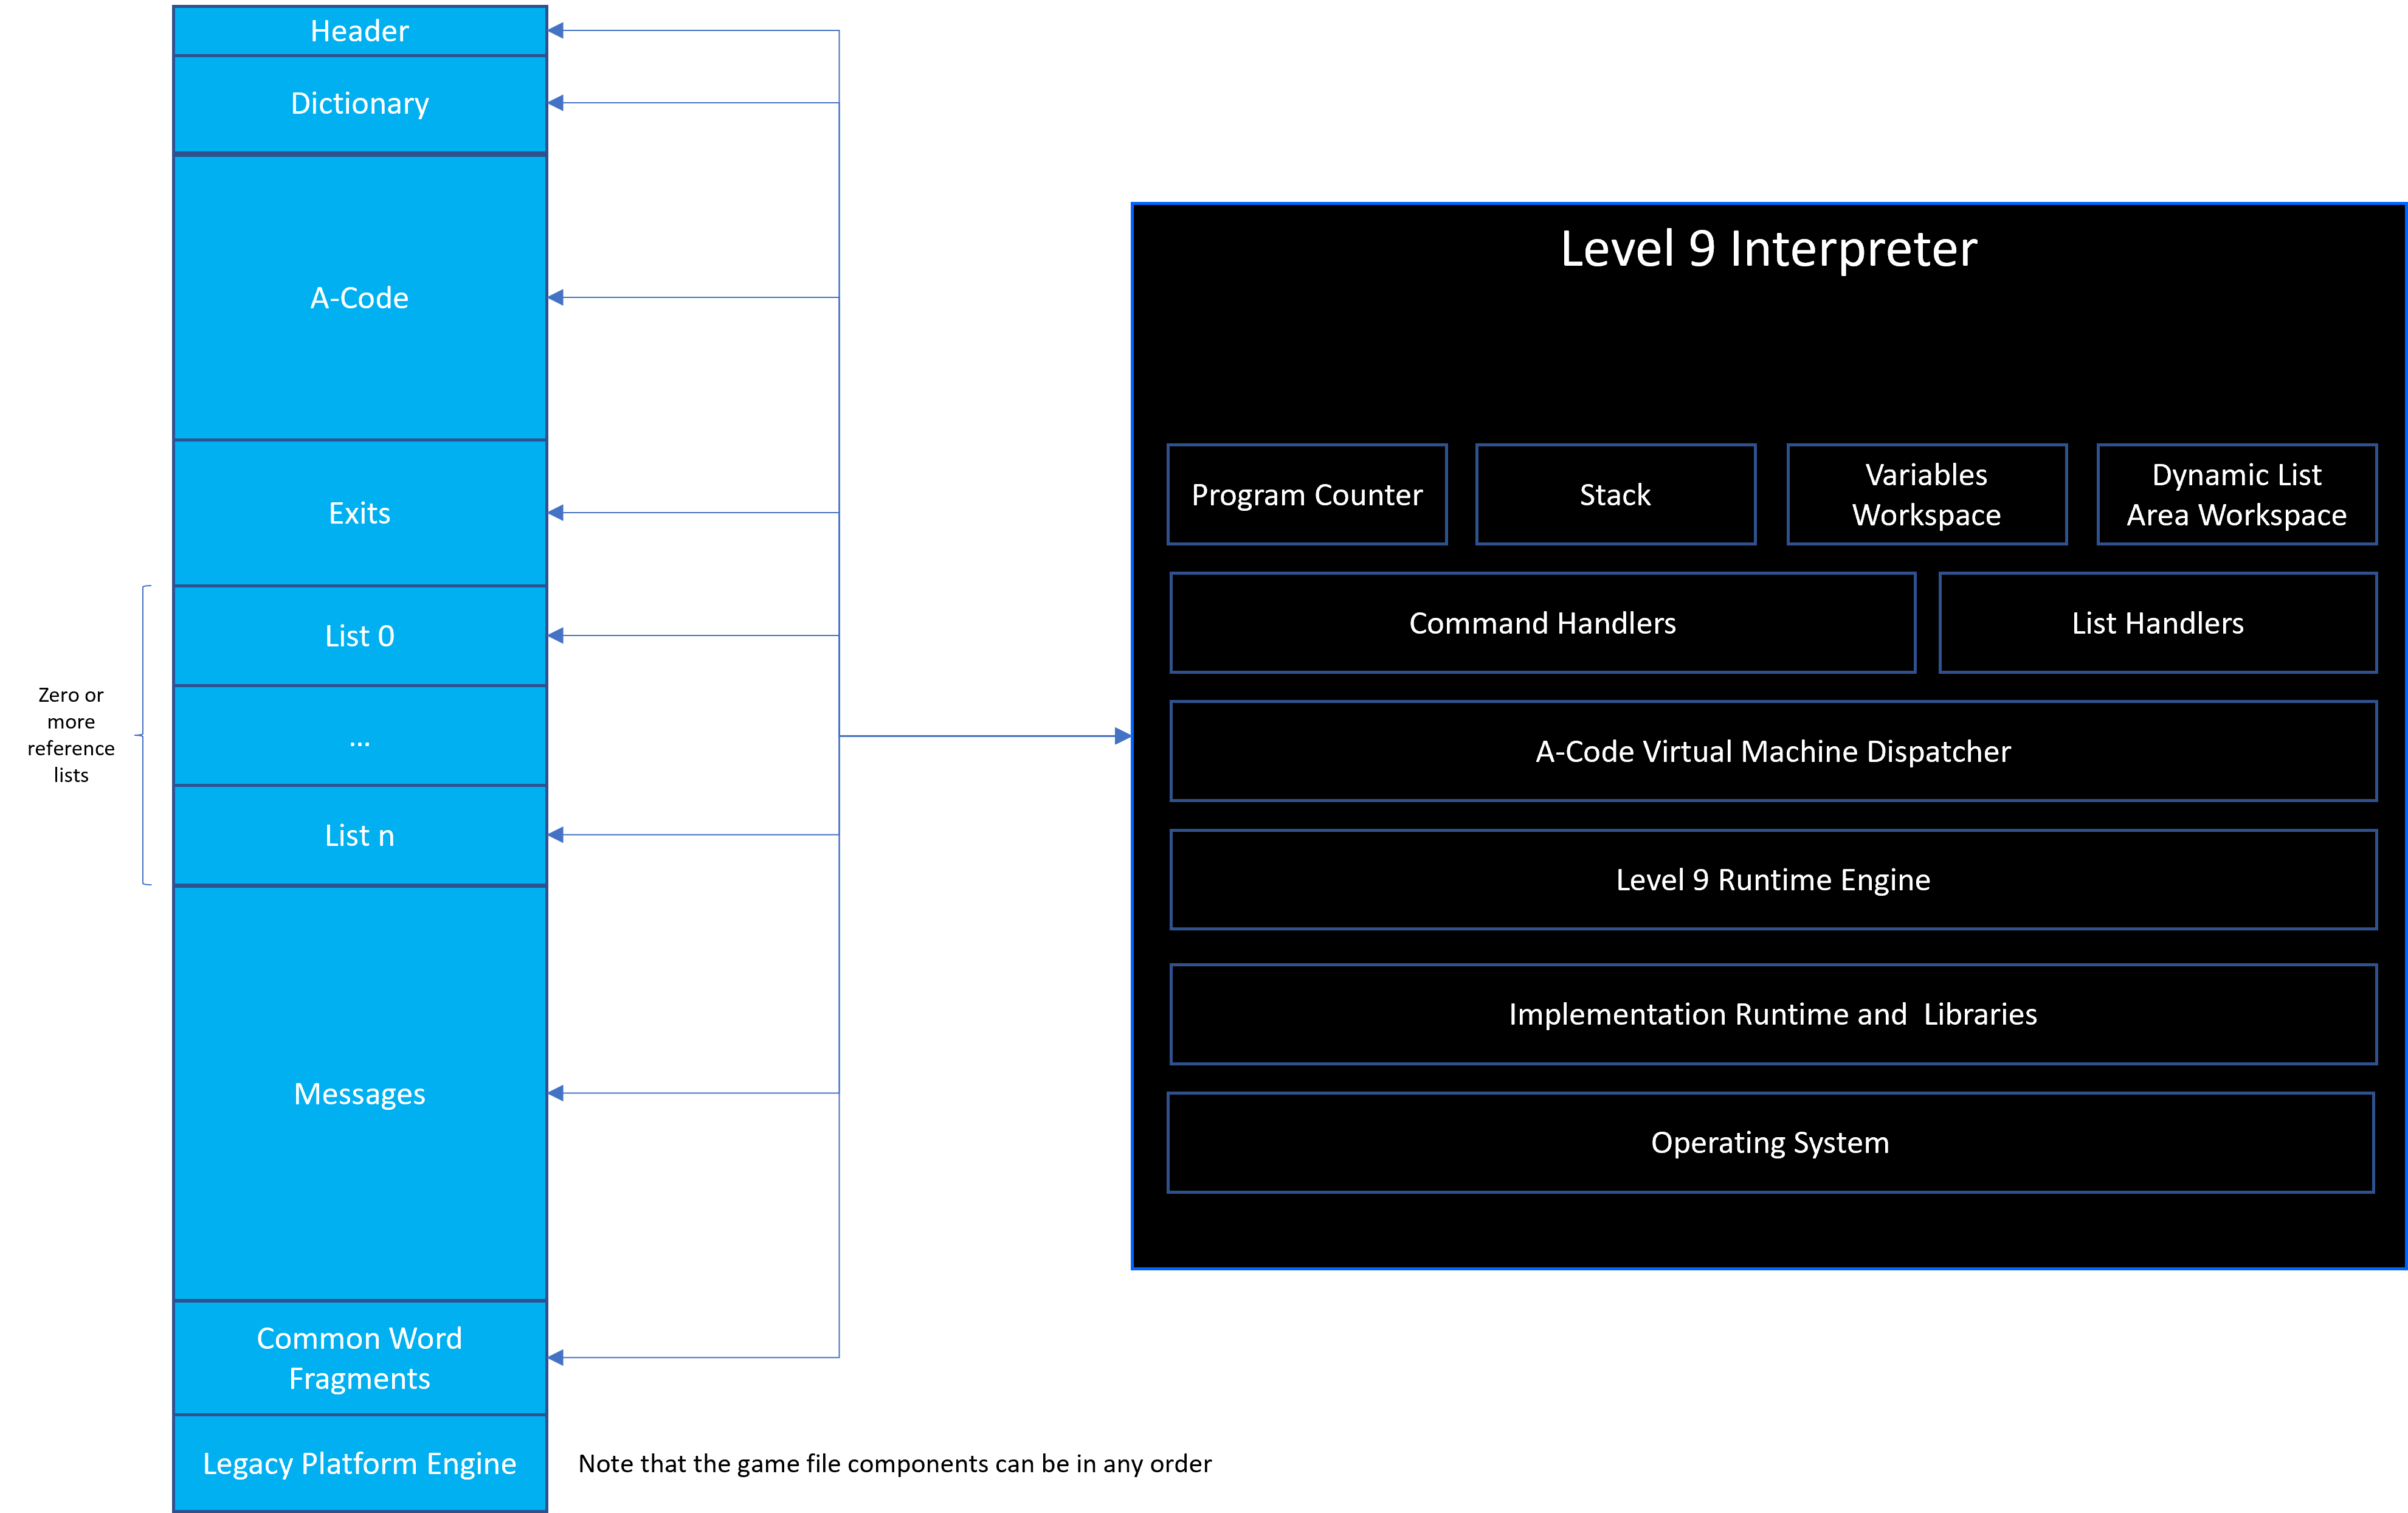 Header
Dictionary
A-Code
Exits
List 0
...
List n
Zero or
more
reference
lists
Messages
Common Word
Fragments
Legacy Platform Engine
Note that the game file components can be in any order
Level 9 Interpreter
Program Counter
Stack
Variables
Workspace
Dynamic List
Area Workspace
Command Handlers
List Handlers
A-Code Virtual Machine Dispatcher
Level 9 Runtime Engine
Implementation Runtime and  Libraries
Operating System